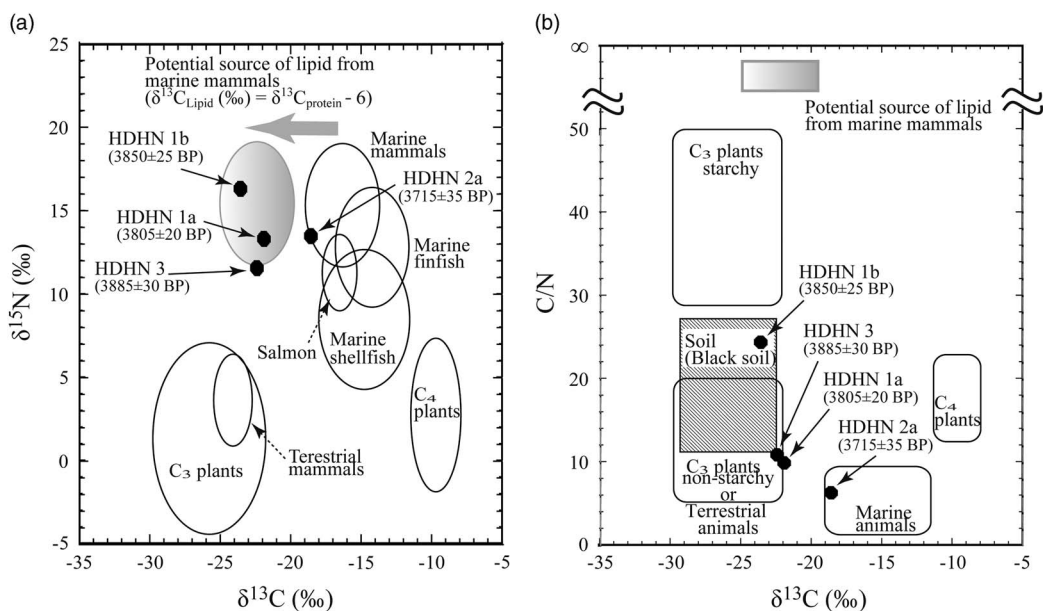 (a)
25
20
15
10
5
0
-5
δ¹⁵N (‰)
Potential source of lipid from
marine mammals
(δ¹³C_Lipid (‰) = δ¹³C_protein - 6)
HDHN 1b
(3850±25 BP)
HDHN 1a
(3805±20 BP)
HDHN 3
(3885±30 BP)
Marine
mammals
HDHN 2a
(3715±35 BP)
Marine
finfish
Salmon
Marine
shellfish
C₄
plants
C₃ plants
Terestrial
mammals
-35 -30 -25 -20 -15 -10 -5
δ¹³C (‰)
(b)
∞
50
40
30
20
10
0
C/N
Potential source of lipid
from marine mammals
C₃ plants
starchy
HDHN 1b
(3850±25 BP)
Soil
(Black soil)
HDHN 3
(3885±30 BP)
HDHN 1a
(3805±20 BP)
C₄
plants
HDHN 2a
(3715±35 BP)
C₃ plants
non-starchy
or
Terrestrial
animals
Marine
animals
-35 -30 -25 -20 -15 -10 -5
δ¹³C (‰)